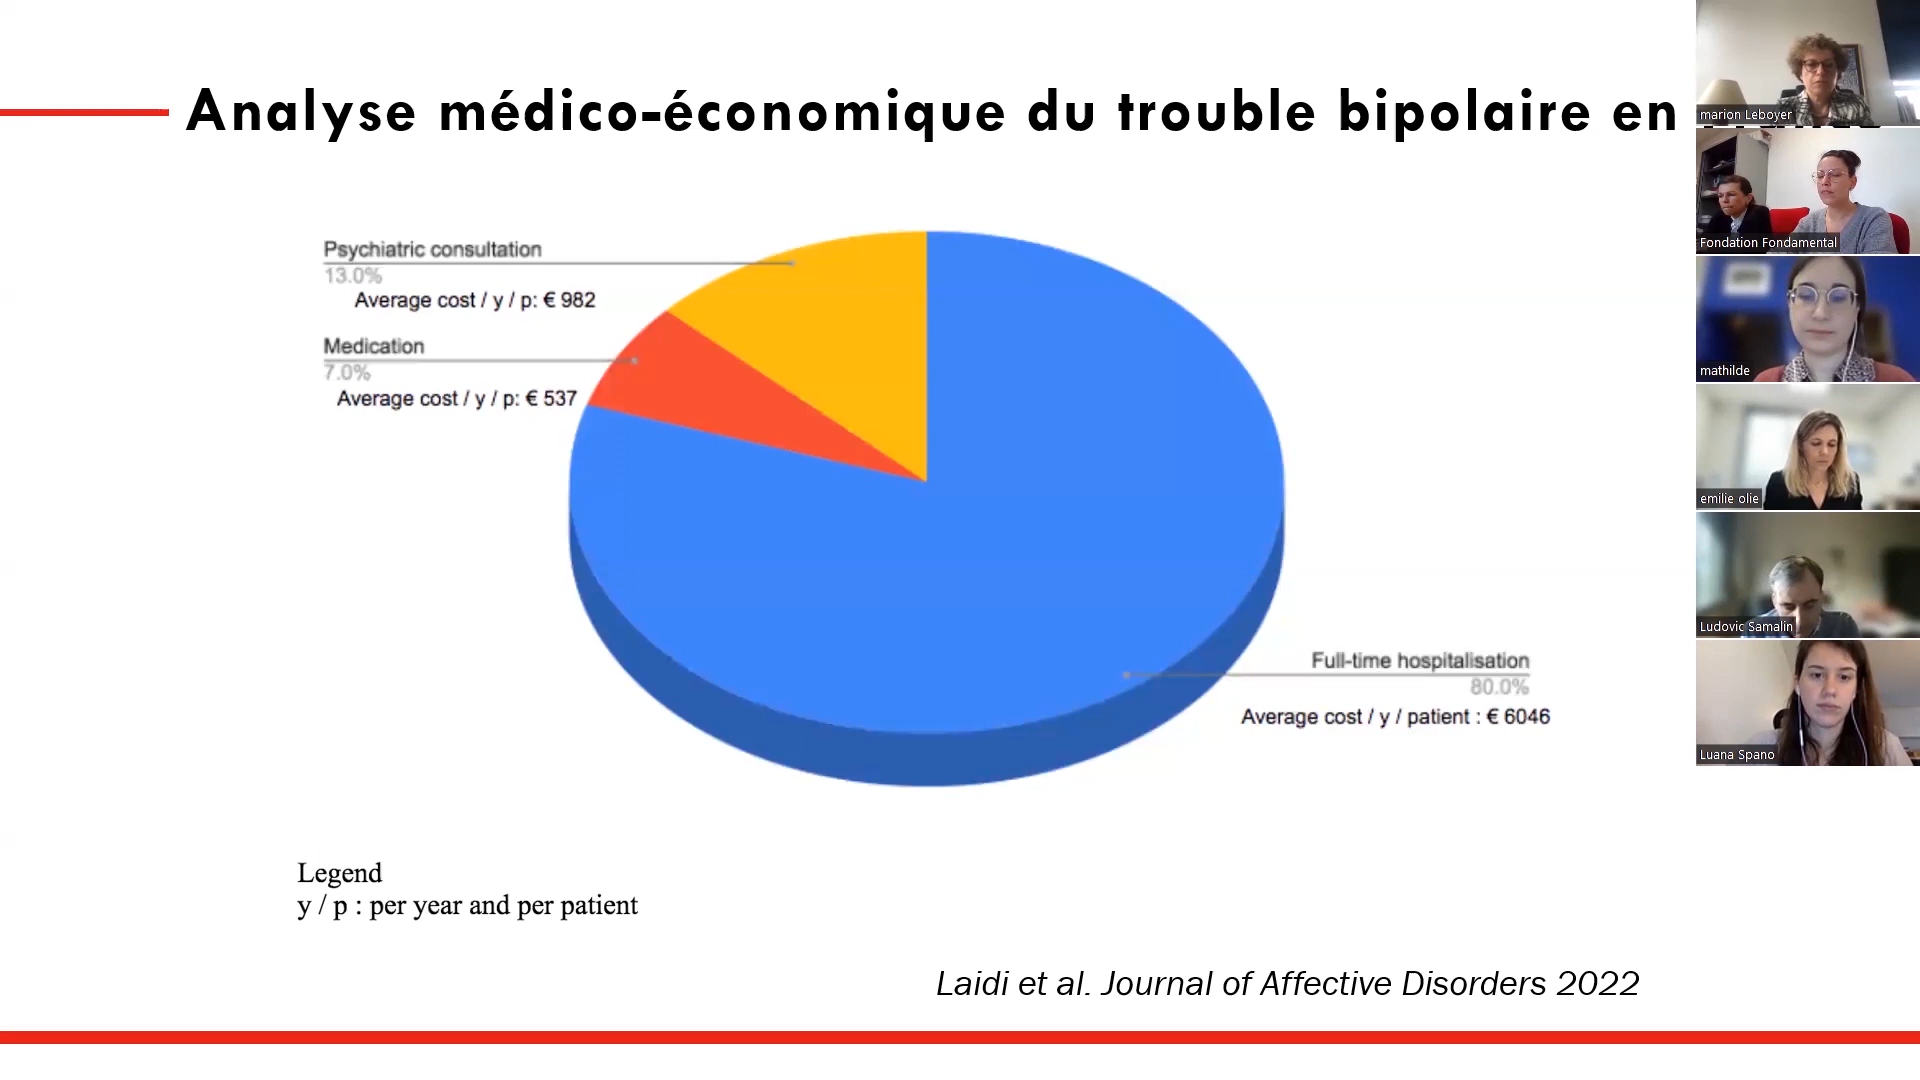 Analyse médico-économique du trouble bipolaire en
Psychiatric consultation
13.0%
Average cost / y / p: € 982
Medication
7.0%
Average cost / y / p: € 537
Full-time hospitalisation
80.0%
Average cost / y / patient : € 6046
Legend
y / p : per year and per patient
Laidi et al. Journal of Affective Disorders 2022
marion Leboyer
Fondation Fondamental
mathilde
emilie olie
Ludovic Samalin
Luana Spano